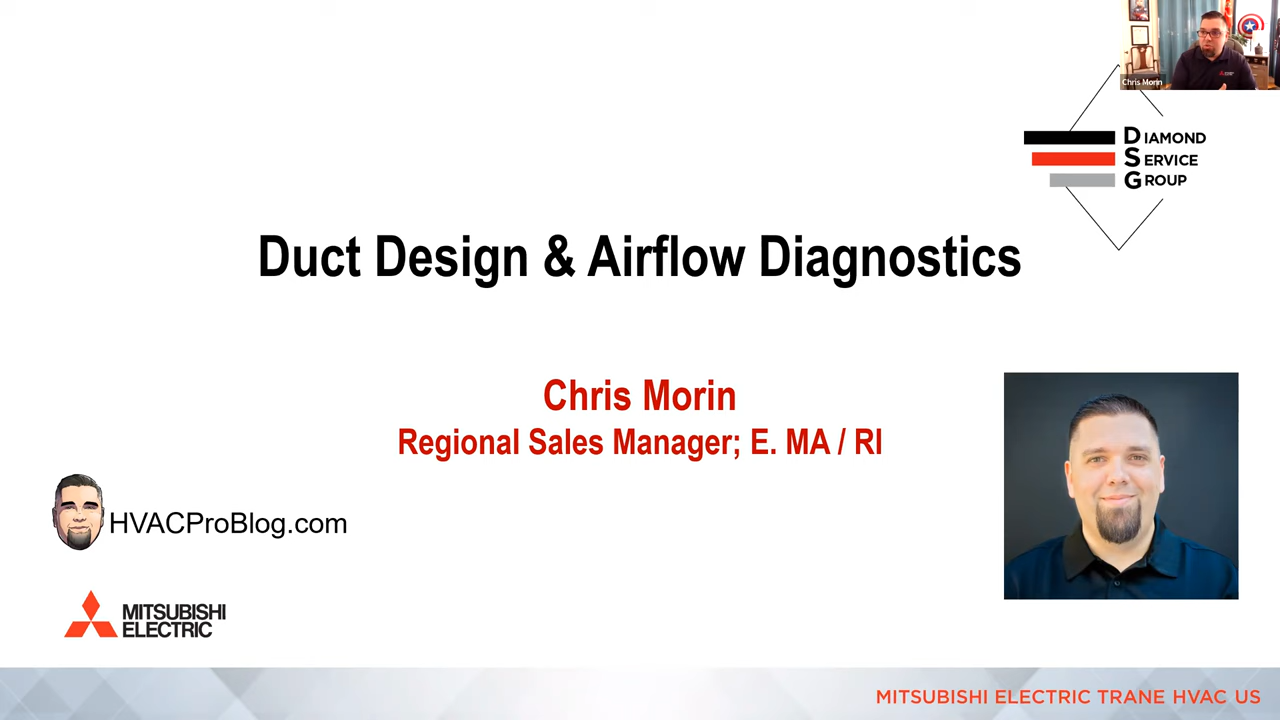 Chris Morin
DIAMOND
SERVICE
GROUP
Duct Design & Airflow Diagnostics
Chris Morin
Regional Sales Manager; E. MA / RI
HVACProBlog.com
MITSUBISHI
ELECTRIC
MITSUBISHI ELECTRIC TRANE HVAC US